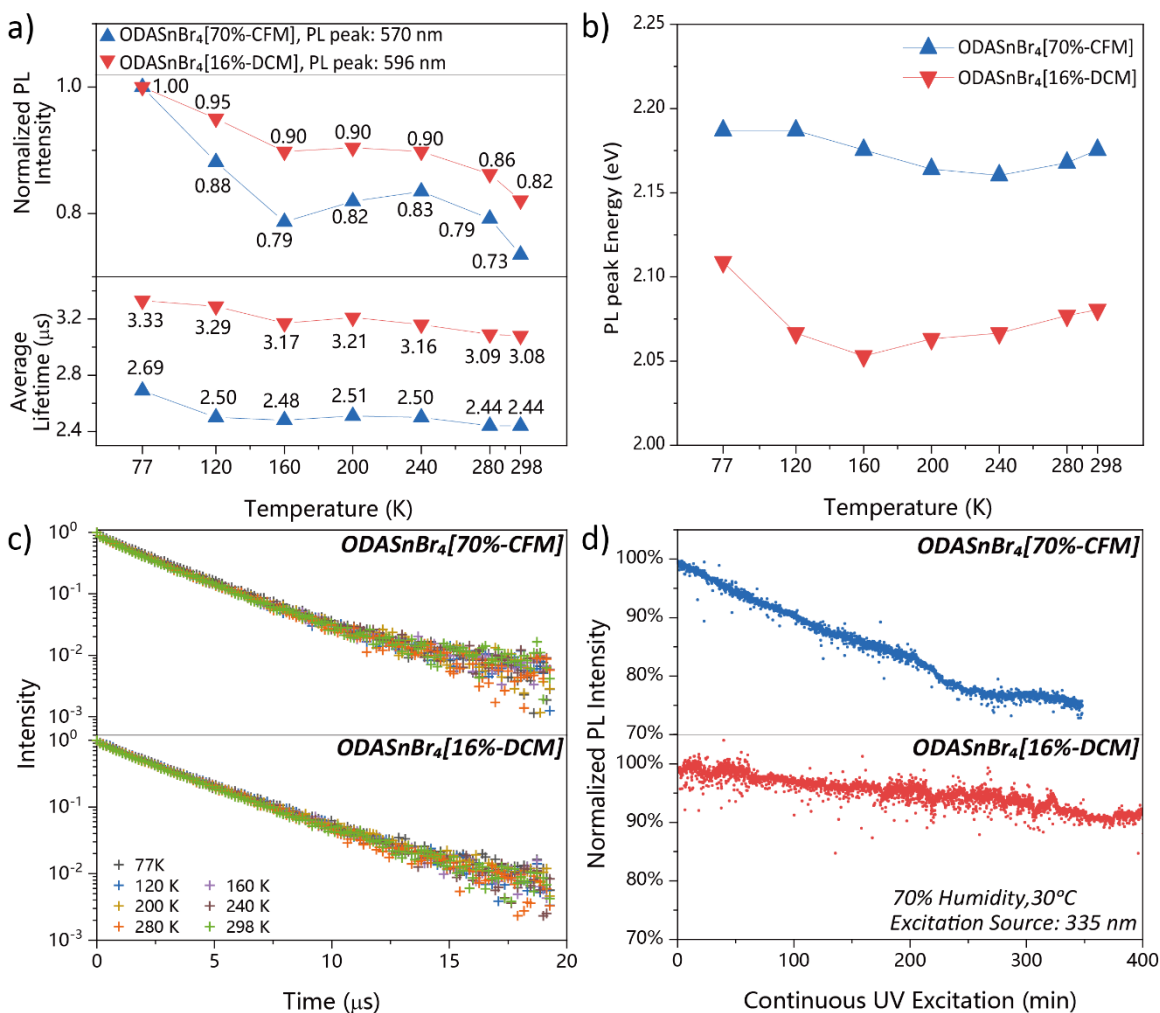 a)
ODASnBr₄[70%-CFM], PL peak: 570 nm
ODASnBr₄[16%-DCM], PL peak: 596 nm
Normalized PL
Intensity
1.0
0.8
1.00
0.95
0.90
0.90
0.90
0.86
0.82
0.88
0.79
0.82
0.83
0.79
0.73
Average
Lifetime (μs)
3.2
2.8
2.4
3.33
3.29
3.17
3.21
3.16
3.09
3.08
2.69
2.50
2.48
2.51
2.50
2.44
2.44
77
120
160
200
240
280
298
Temperature (K)
b)
ODASnBr₄[70%-CFM]
ODASnBr₄[16%-DCM]
PL peak Energy (eV)
2.25
2.20
2.15
2.10
2.05
2.00
77
120
160
200
240
280
298
Temperature (K)
c)
ODASnBr₄[70%-CFM]
10⁰
10⁻¹
10⁻²
10⁻³
Intensity
ODASnBr₄[16%-DCM]
10⁰
10⁻¹
10⁻²
10⁻³
77K
120 K
160 K
200 K
240 K
280 K
298 K
0
5
10
15
20
Time (μs)
d)
ODASnBr₄[70%-CFM]
100%
90%
80%
70%
Normalized PL Intensity
ODASnBr₄[16%-DCM]
100%
90%
80%
70%
70% Humidity,30°C
Excitation Source: 335 nm
0
100
200
300
400
Continuous UV Excitation (min)